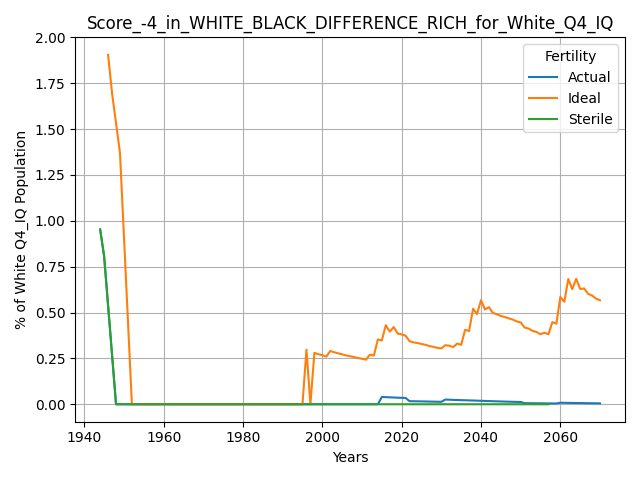 Score_-4_in_WHITE_BLACK_DIFFERENCE_RICH_for_White_Q4_IQ
Fertility
Actual
Ideal
Sterile
2.00
1.75
1.50
1.25
1.00
0.75
0.50
0.25
0.00
% of White Q4_IQ Population
1940 1960 1980 2000 2020 2040 2060
Years